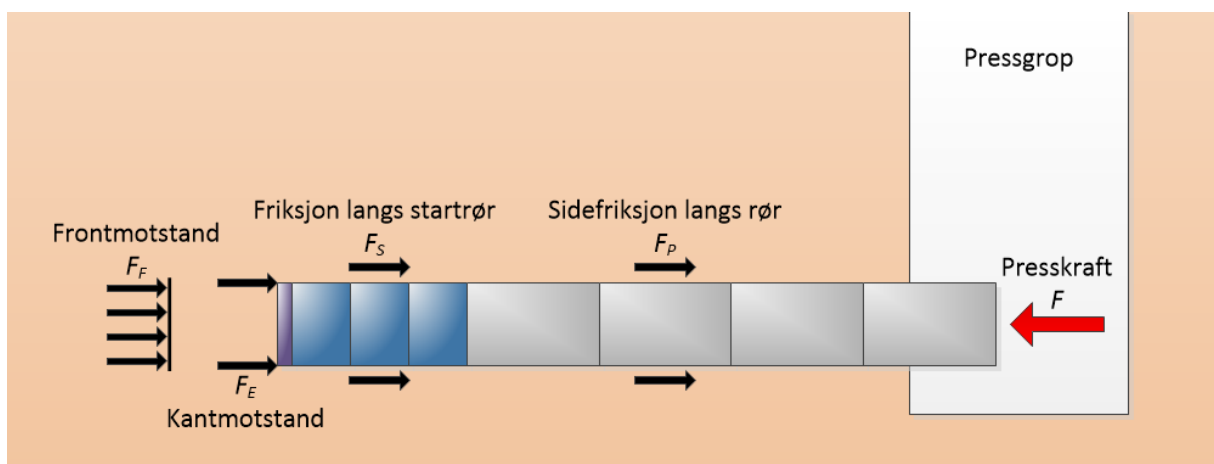 Pressgrop
Friksjon langs startrør
F_S
Sidefriksjon langs rør
F_P
Frontmotstand
F_F
Presskraft
F
F_E
Kantmotstand